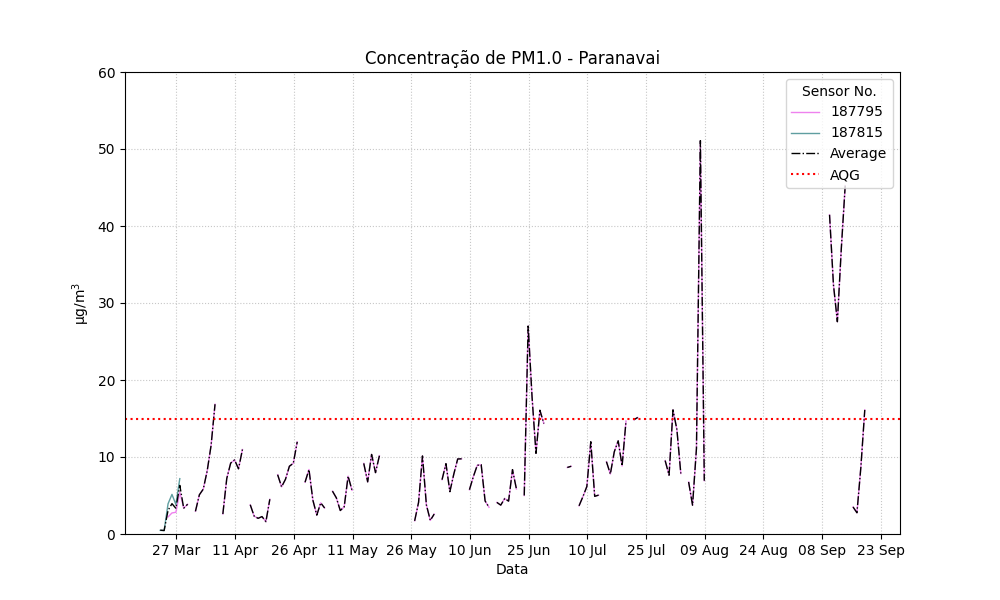 Concentração de PM1.0 - Paranavai
60
50
40
30
20
10
0
µg/m³
Sensor No.
187795
187815
Average
AQG
27 Mar 11 Apr 26 Apr 11 May 26 May 10 Jun 25 Jun 10 Jul 25 Jul 09 Aug 24 Aug 08 Sep 23 Sep
Data